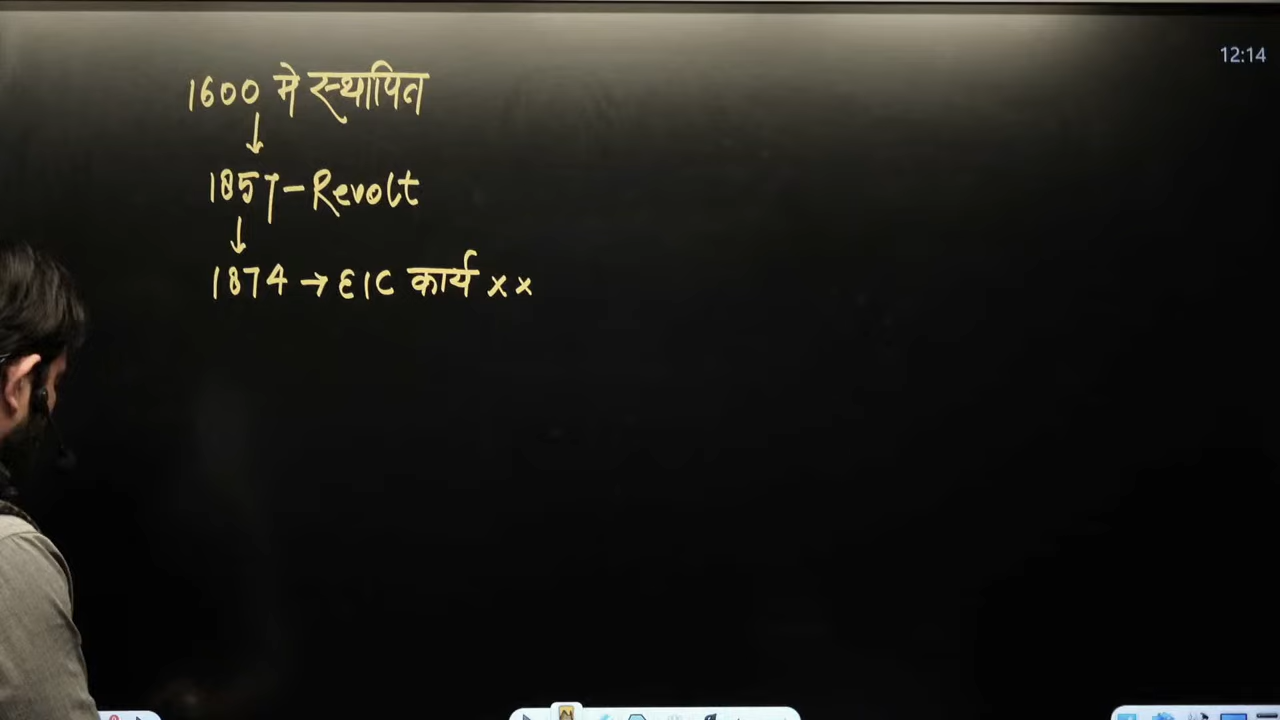 12:14
1600 मे स्थापित
↓
1857 - Revolt
↓
1874 → EIC कार्य x x